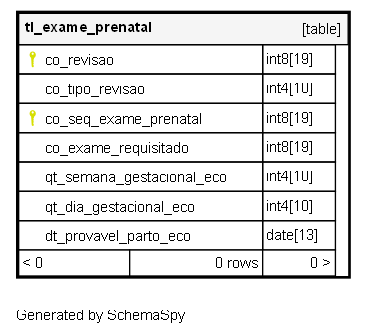 tl_exame_prenatal [table]
co_revisao int8[19]
co_tipo_revisao int4[10]
co_seq_exame_prenatal int8[19]
co_exame_requisitado int8[19]
qt_semana_gestacional_eco int4[10]
qt_dia_gestacional_eco int4[10]
dt_provavel_parto_eco date[13]
< 0 0 rows 0 >
Generated by SchemaSpy